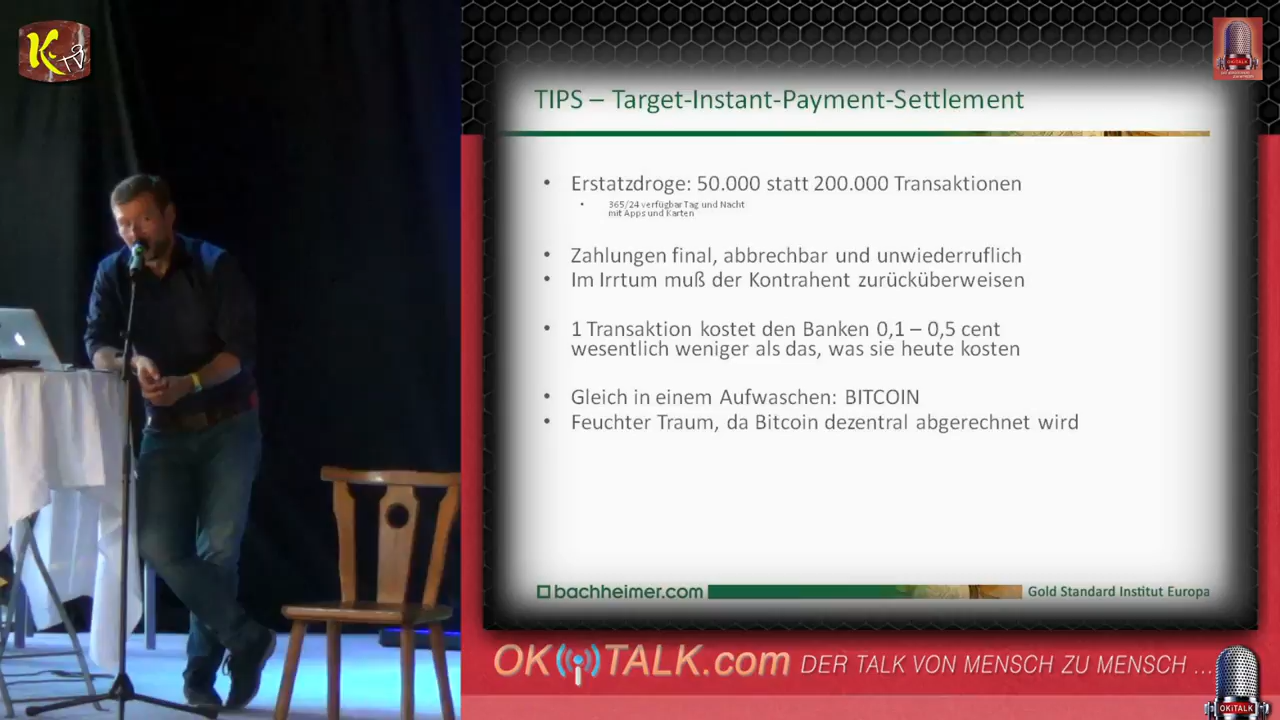 K TV
TIPS – Target-Instant-Payment-Settlement
• Erstatzdroge: 50.000 statt 200.000 Transaktionen
• 365/24 verfügbar Tag und Nacht
mit Apps und Karten
• Zahlungen final, abbrechbar und unwiederruflich
• Im Irrtum muß der Kontrahent zurücküberweisen
• 1 Transaktion kostet den Banken 0,1 – 0,5 cent
wesentlich weniger als das, was sie heute kosten
• Gleich in einem Aufwaschen: BITCOIN
• Feuchter Traum, da Bitcoin dezentral abgerechnet wird
bachheimer.com
Gold Standard Institut Europa
OKiTALK.com DER TALK VON MENSCH ZU MENSCH ...
OKiTALK
OKiTALK